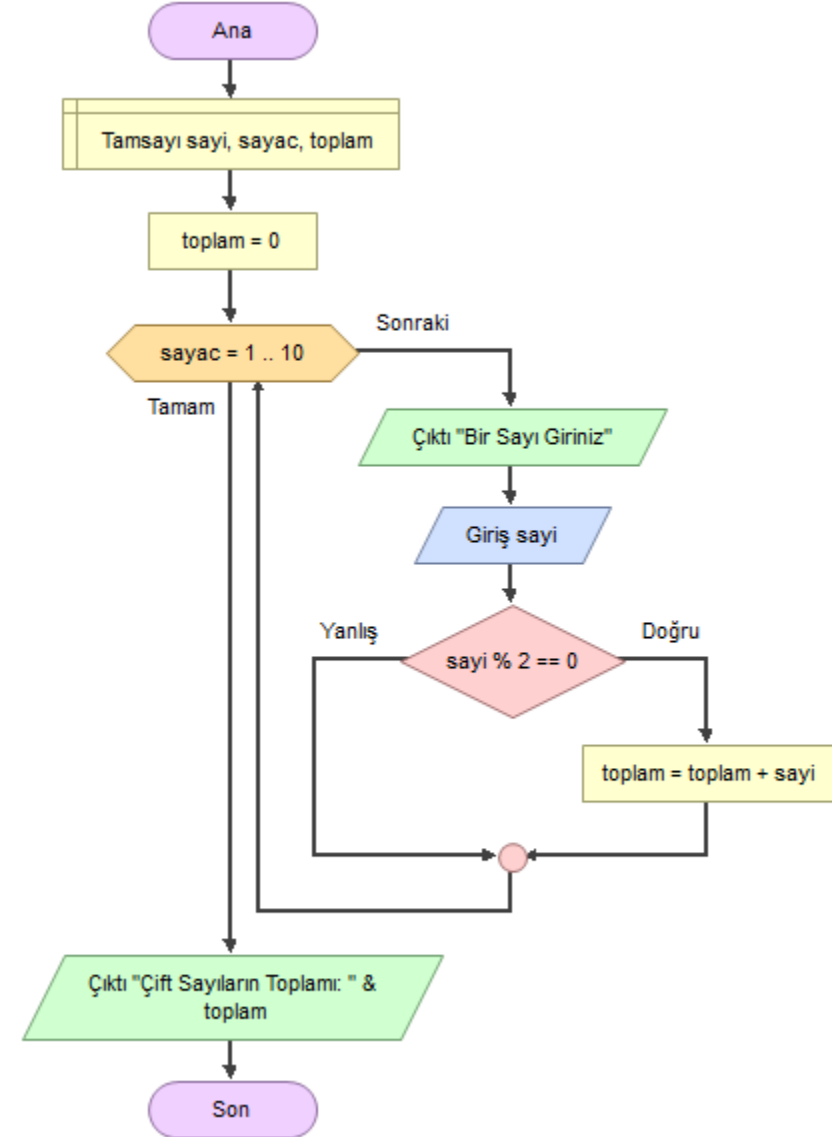 Ana
Tamsayı sayi, sayac, toplam
toplam = 0
sayac = 1 .. 10
Sonraki
Tamam
Çıktı "Bir Sayı Giriniz"
Giriş sayi
Yanlış
sayi % 2 == 0
Doğru
toplam = toplam + sayi
Çıktı "Çift Sayıların Toplamı: " &
toplam
Son